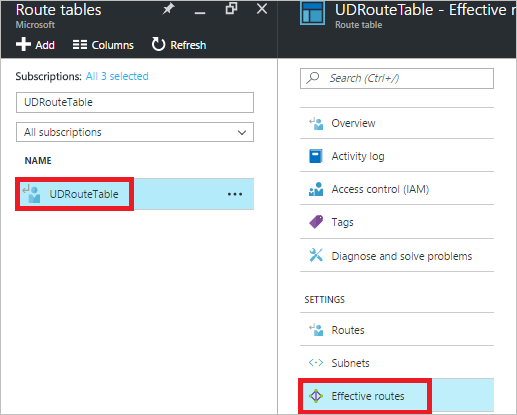 Route tables
Microsoft
Add Columns Refresh
Subscriptions: All 3 selected
UDRouteTable
All subscriptions
NAME
UDRouteTable
UDRouteTable - Effective r
Route table
Search (Ctrl+/)
Overview
Activity log
Access control (IAM)
Tags
Diagnose and solve problems
SETTINGS
Routes
Subnets
Effective routes